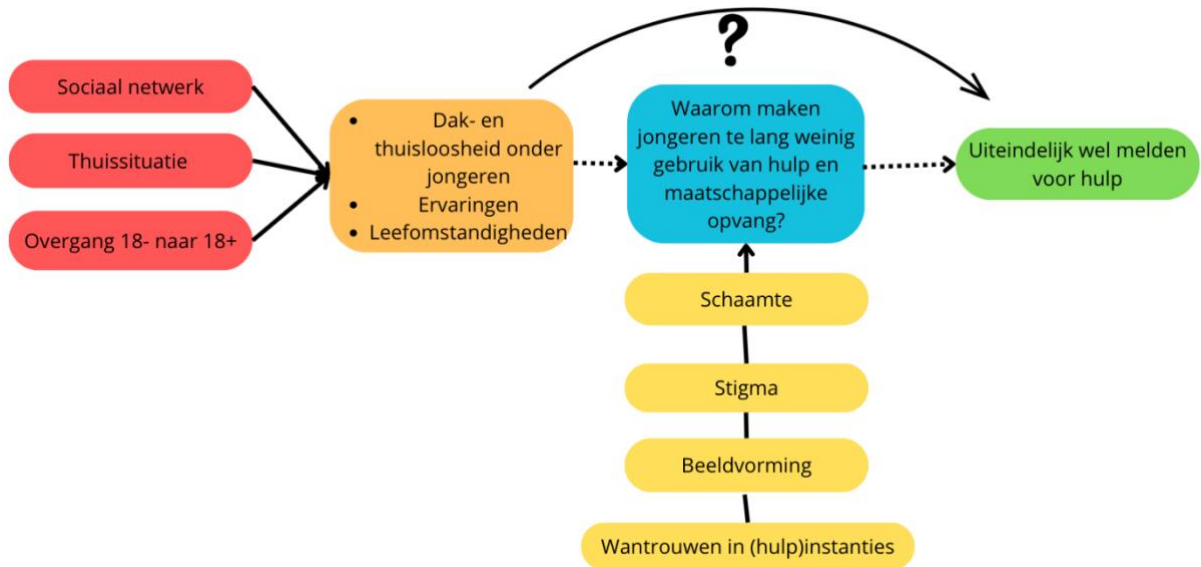 ?
Sociaal netwerk
Thuissituatie
Overgang 18- naar 18+
• Dak- en
thuisloosheid onder
jongeren
• Ervaringen
• Leefomstandigheden
Waarom maken
jongeren te lang weinig
gebruik van hulp en
maatschappelijke
opvang?
Uiteindelijk wel melden
voor hulp
Schaamte
Stigma
Beeldvorming
Wantrouwen in (hulp)instanties